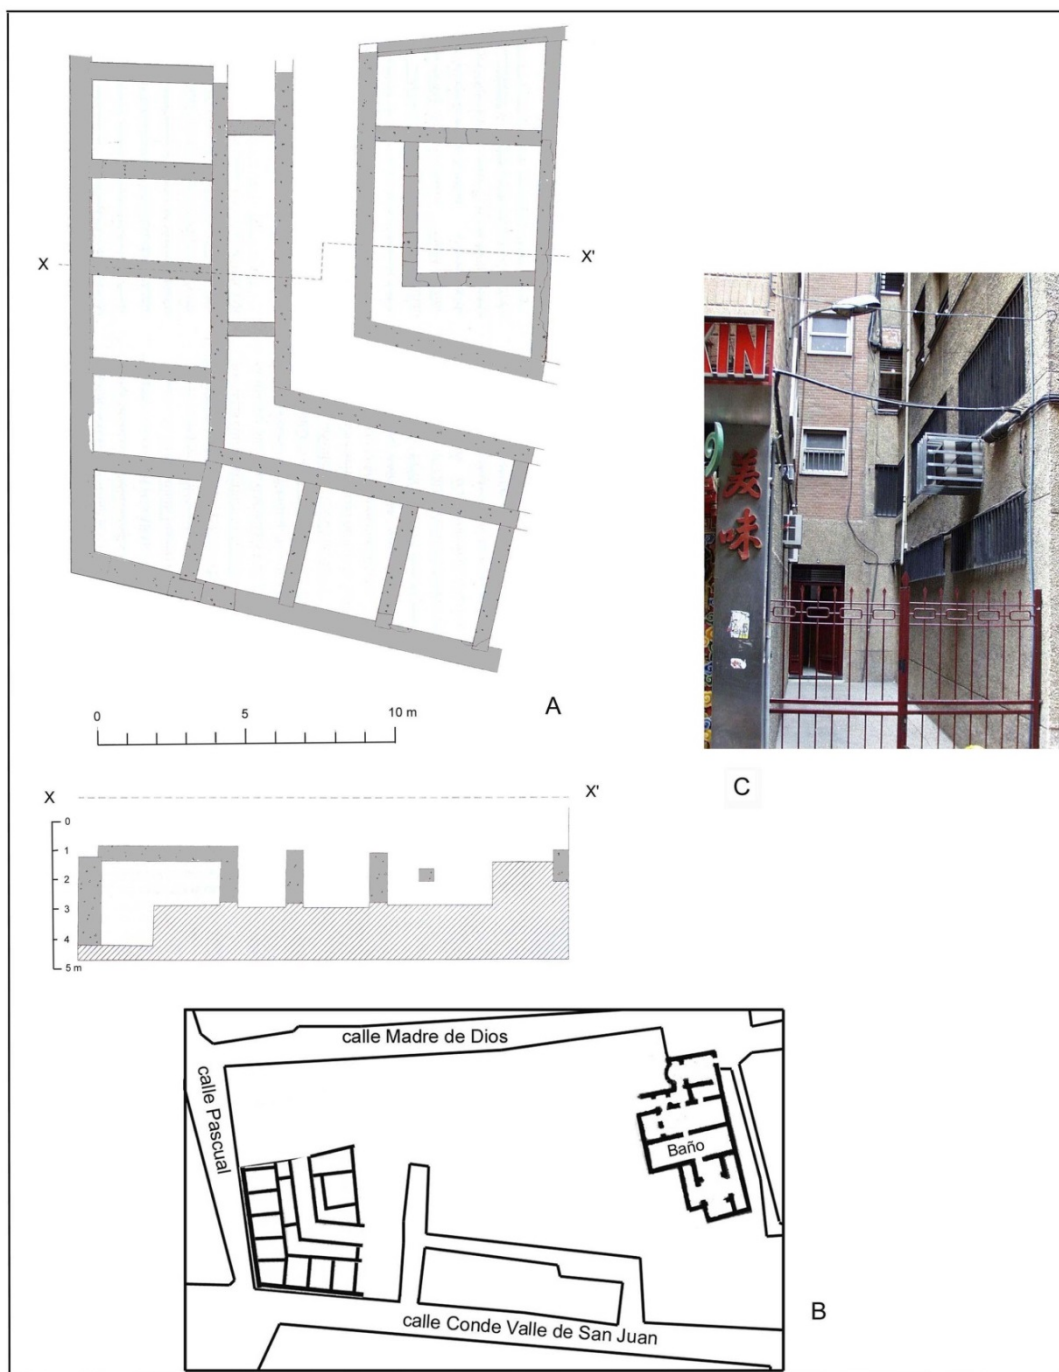 X
X'
0
5
10 m
A
XIN
美
味
C
X
X'
0
1
2
3
4
5 m
calle Madre de Dios
calle Pascual
Baño
calle Conde Valle de San Juan
B